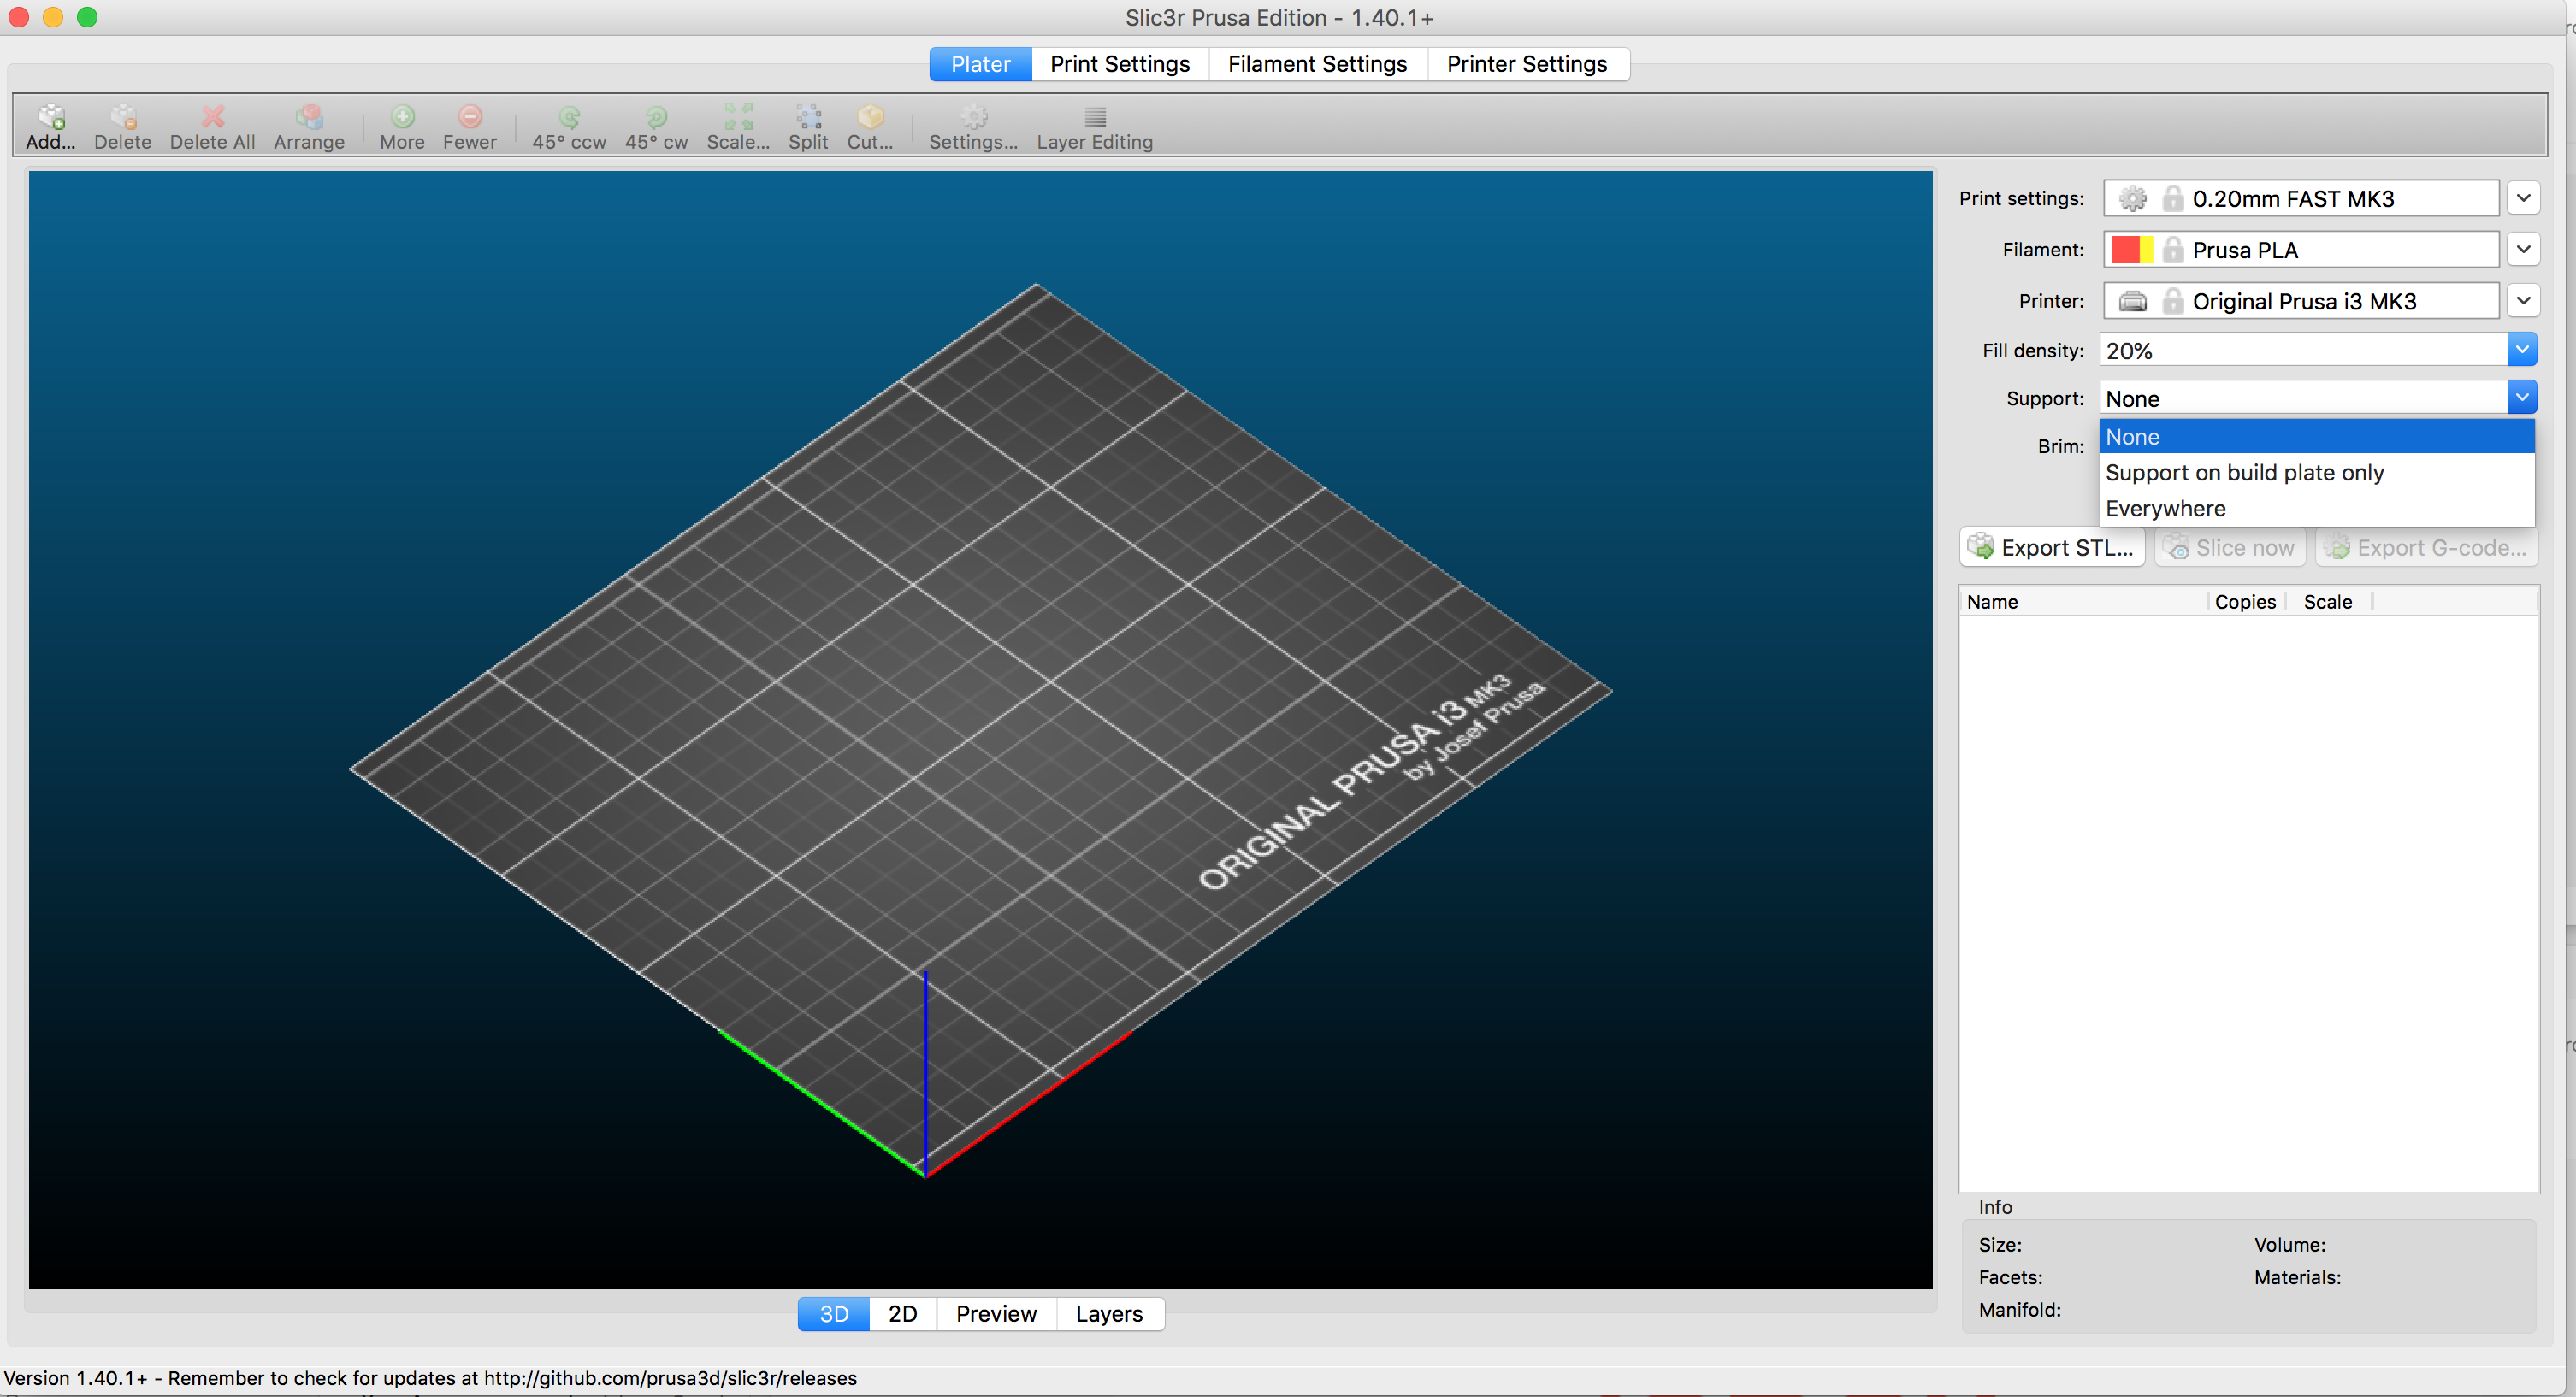 Slic3r Prusa Edition - 1.40.1+
Plater Print Settings Filament Settings Printer Settings
Add... Delete Delete All Arrange More Fewer 45° ccw 45° cw Scale... Split Cut... Settings... Layer Editing
Print settings: 0.20mm FAST MK3
Filament: Prusa PLA
Printer: Original Prusa i3 MK3
Fill density: 20%
Support: None
None
Brim:
Support on build plate only
Everywhere
Export STL... Slice now Export G-code...
Name Copies Scale
ORIGINAL PRUSA i3 MK3
by Josef Prusa
Info
Size: Volume:
Facets: Materials:
Manifold:
3D 2D Preview Layers
Version 1.40.1+ - Remember to check for updates at http://github.com/prusa3d/slic3r/releases